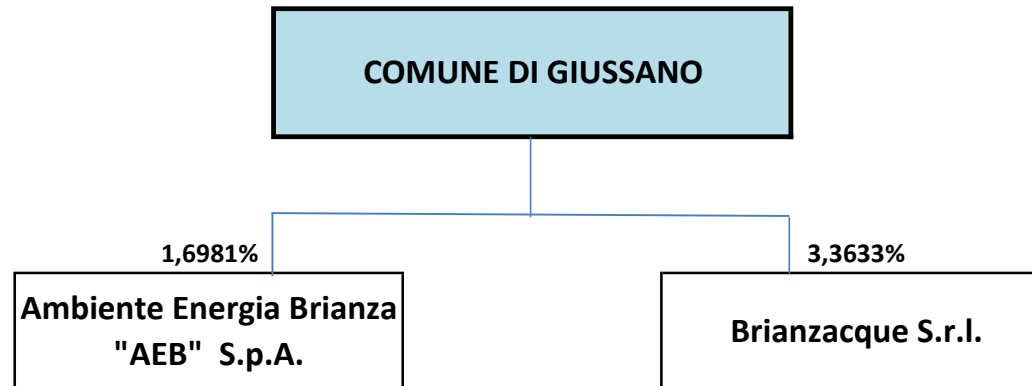 COMUNE DI GIUSSANO
1,6981%
3,3633%
Ambiente Energia Brianza
"AEB" S.p.A.
Brianzacque S.r.l.